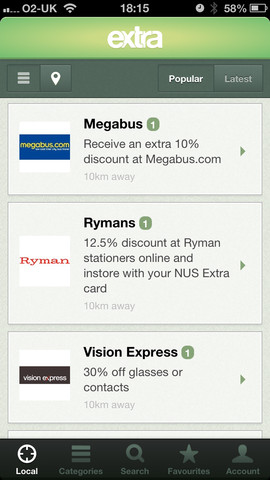 O2-UK 18:15 58%
extra
Popular Latest
Megabus 1
megabus.com
Receive an extra 10%
discount at Megabus.com
10km away
Rymans 1
Ryman
12.5% discount at Ryman
stationers online and
instore with your NUS Extra
card
10km away
Vision Express 1
vision express
30% off glasses or
contacts
10km away
Local Categories Search Favourites Account